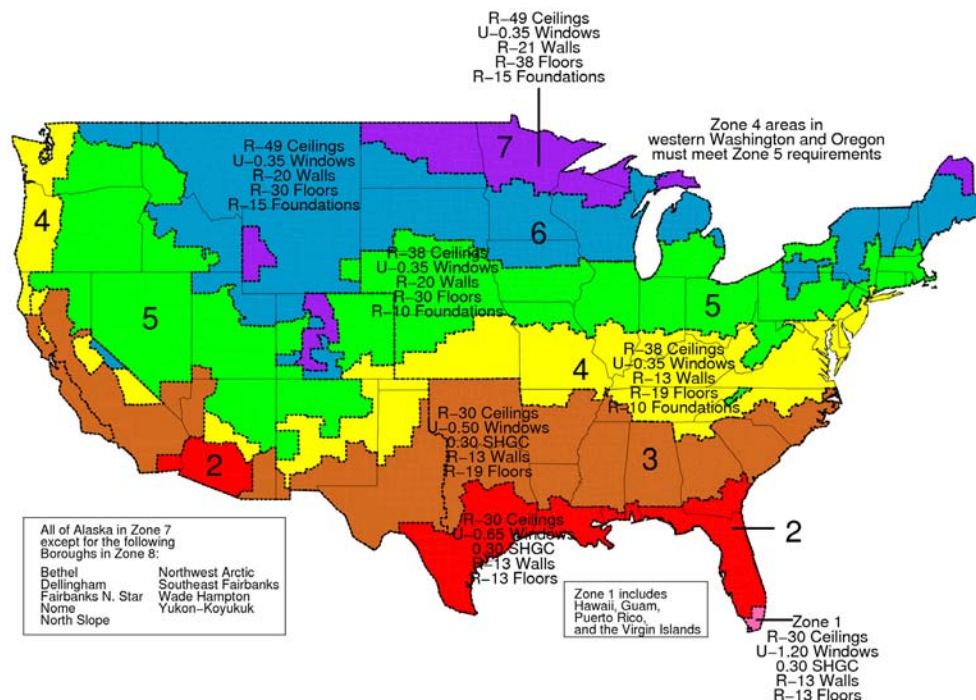 R-49 Ceilings
U-0.35 Windows
R-21 Walls
R-38 Floors
R-15 Foundations
7
Zone 4 areas in
western Washington and Oregon
must meet Zone 5 requirements
R-49 Ceilings
U-0.35 Windows
R-20 Walls
R-30 Floors
R-15 Foundations
4
6
R-38 Ceilings
U-0.35 Windows
R-20 Walls
R-30 Floors
R-10 Foundations
5
5
R-38 Ceilings
U-0.35 Windows
R-13 Walls
R-19 Floors
R-10 Foundations
4
R-30 Ceilings
U-0.50 Windows
0.30 SHGC
R-13 Walls
R-19 Floors
3
2
R-30 Ceilings
U-0.65 Windows
0.30 SHGC
R-13 Walls
R-13 Floors
2
All of Alaska in Zone 7
except for the following
Boroughs in Zone 8:
Bethel Northwest Arctic
Dellingham Southeast Fairbanks
Fairbanks N. Star Wade Hampton
Nome Yukon-Koyukuk
North Slope
Zone 1 includes
Hawaii, Guam,
Puerto Rico,
and the Virgin Islands
Zone 1
R-30 Ceilings
U-1.20 Windows
0.30 SHGC
R-13 Walls
R-13 Floors